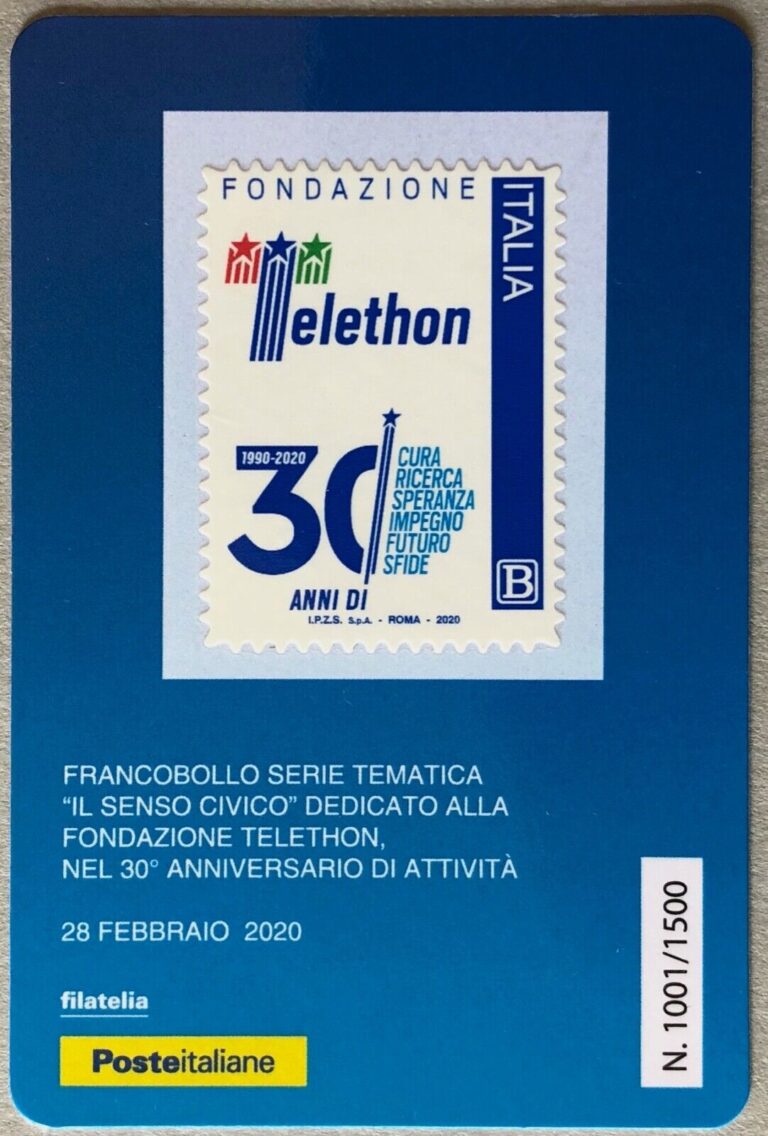 FONDAZIONE
ITALIA
Telethon
1990-2020
30
CURA
RICERCA
SPERANZA
IMPEGNO
FUTURO
SFIDE
ANNI DI
B
I.P.Z.S. S.p.A. - ROMA - 2020
FRANCOBOLLO SERIE TEMATICA
“IL SENSO CIVICO” DEDICATO ALLA
FONDAZIONE TELETHON,
NEL 30° ANNIVERSARIO DI ATTIVITÀ
28 FEBBRAIO 2020
filatelia
Posteitaliane
N. 1001/1500